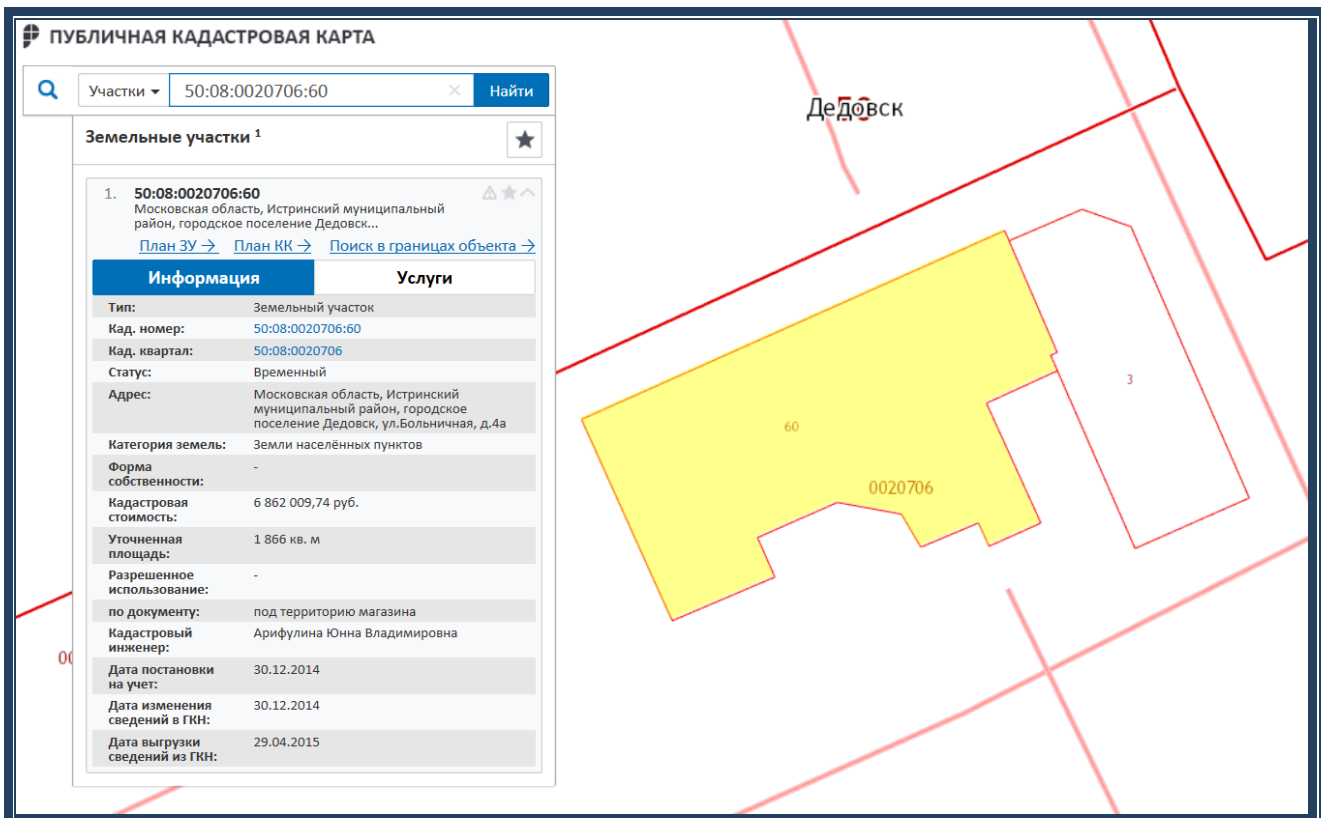 ПУБЛИЧНАЯ КАДАСТРОВАЯ КАРТА
Участки 50:08:0020706:60 × Найти
Земельные участки 1
1. 50:08:0020706:60
Московская область, Истринский муниципальный
район, городское поселение Дедовск...
План ЗУ → План КК → Поиск в границах объекта →
Информация Услуги
Тип: Земельный участок
Кад. номер: 50:08:0020706:60
Кад. квартал: 50:08:0020706
Статус: Временный
Адрес: Московская область, Истринский
муниципальный район, городское
поселение Дедовск, ул.Больничная, д.4а
Категория земель: Земли населённых пунктов
Форма -
собственности:
Кадастровая 6 862 009,74 руб.
стоимость:
Уточненная 1 866 кв. м
площадь:
Разрешенное -
использование:
по документу: под территорию магазина
Кадастровый Арифулина Юнна Владимировна
инженер:
Дата постановки 30.12.2014
на учет:
Дата изменения 30.12.2014
сведений в ГКН:
Дата выгрузки 29.04.2015
сведений из ГКН:
Дедовск
60
0020706
3